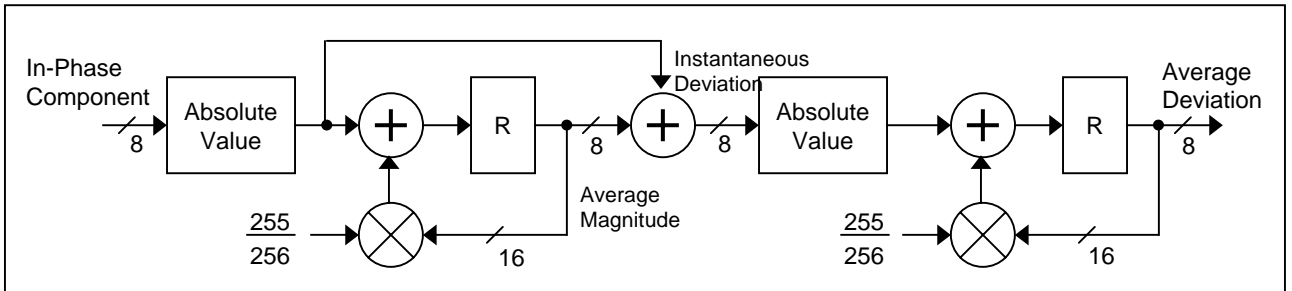 In-Phase
Component
8
Absolute
Value
+
R
8
+
Instantaneous
Deviation
8
Absolute
Value
+
R
Average
Deviation
8
255
256
16
Average
Magnitude
255
256
16